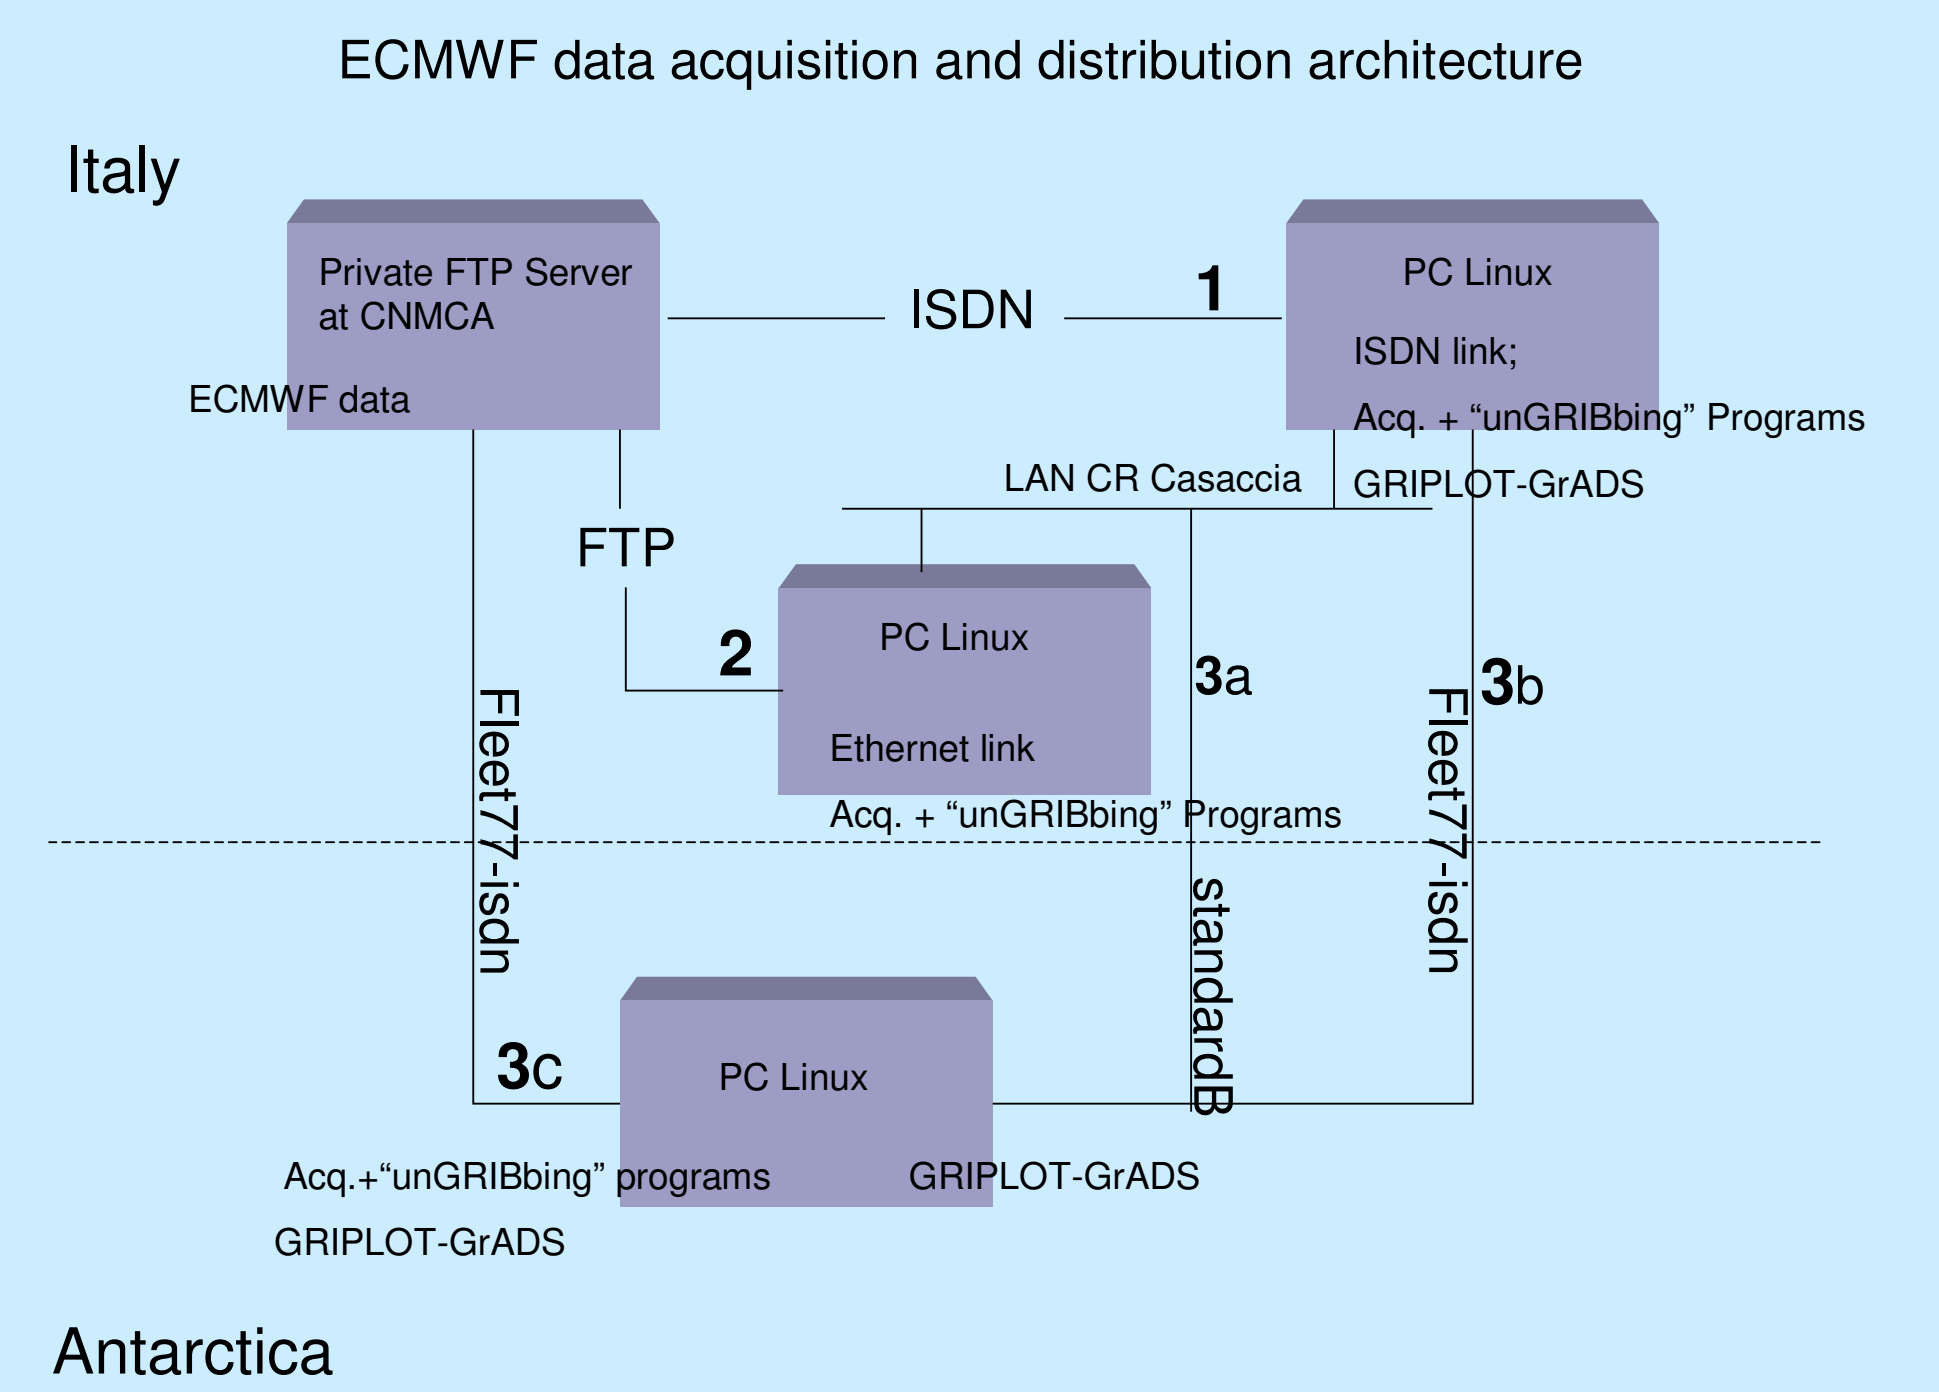 ECMWF data acquisition and distribution architecture
Italy
Private FTP Server
at CNMCA
ECMWF data
ISDN
1
PC Linux
ISDN link;
Acq. + “unGRIBbing” Programs
GRIPLOT-GrADS
LAN CR Casaccia
FTP
2
PC Linux
Ethernet link
Acq. + “unGRIBbing” Programs
3a
3b
Fleet77-isdn
Fleet77-isdn
standardB
3c
PC Linux
Acq.+“unGRIBbing” programs
GRIPLOT-GrADS
GRIPLOT-GrADS
Antarctica